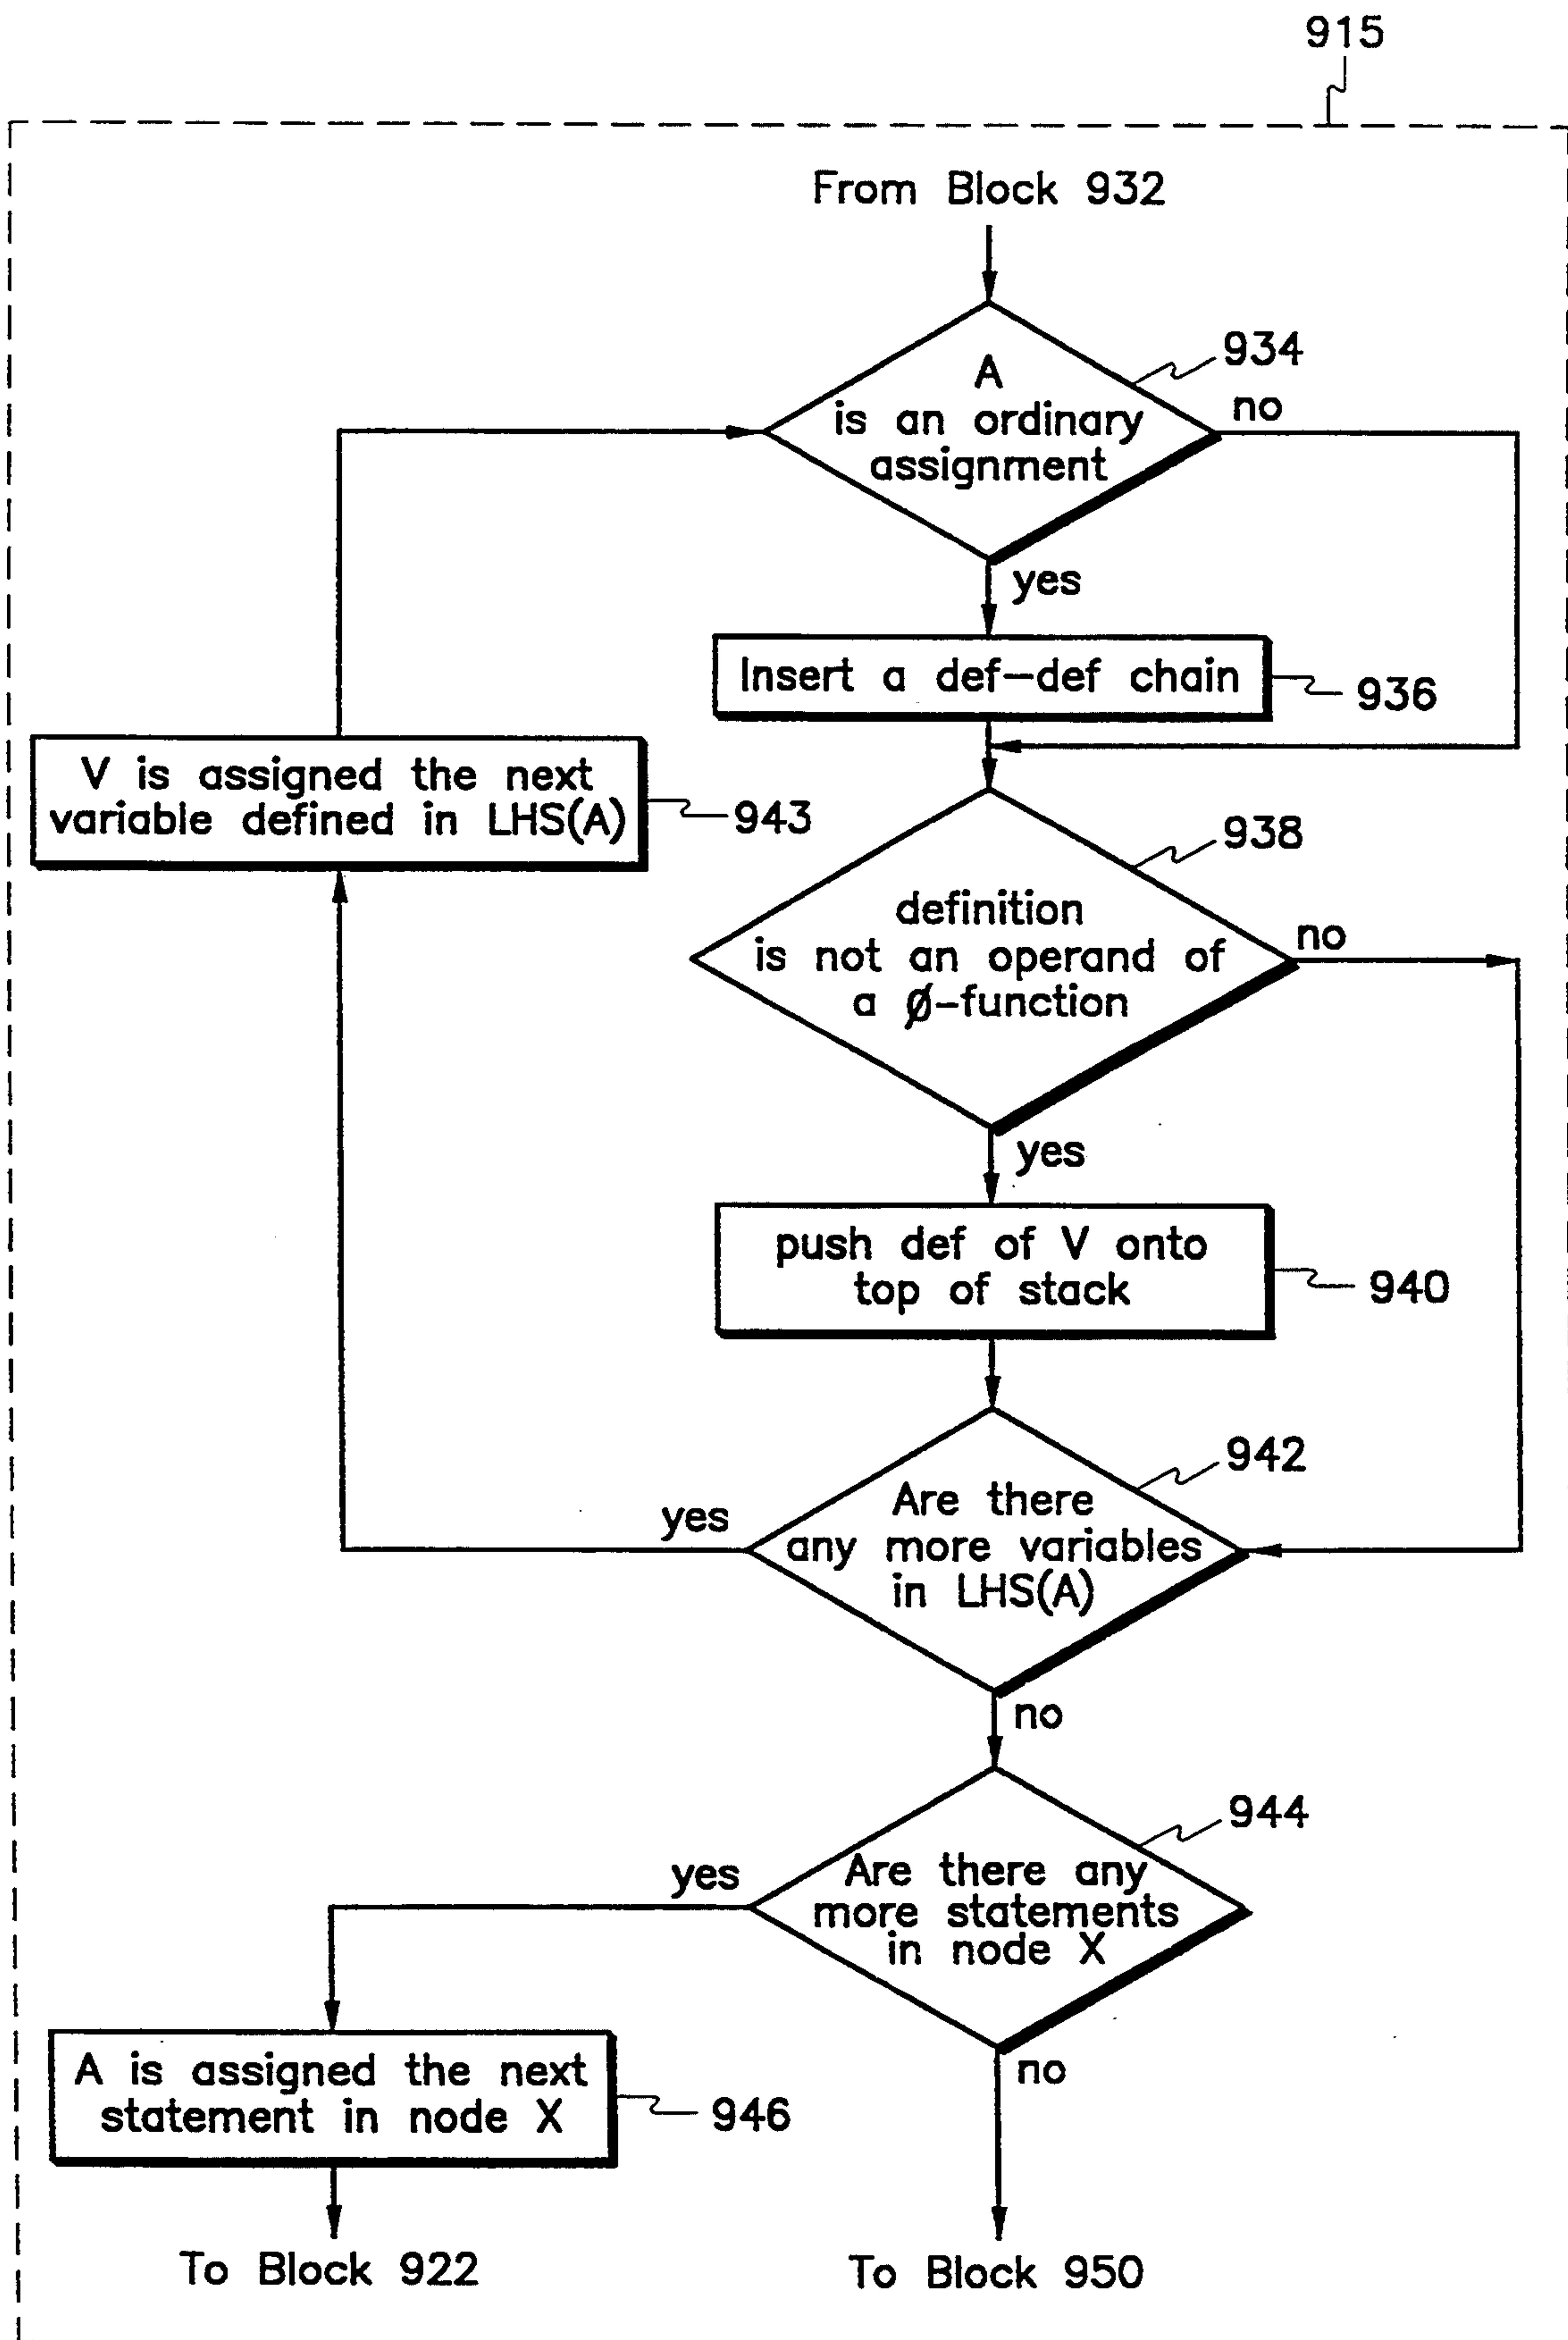 915
From Block 932
934
A
is an ordinary
assignment
no
yes
Insert a def-def chain
936
V is assigned the next
variable defined in LHS(A)
943
938
definition
is not an operand of
a ø-function
no
yes
push def of V onto
top of stack
940
942
Are there
any more variables
in LHS(A)
yes
no
944
Are there any
more statements
in node X
yes
no
A is assigned the next
statement in node X
946
To Block 922
To Block 950